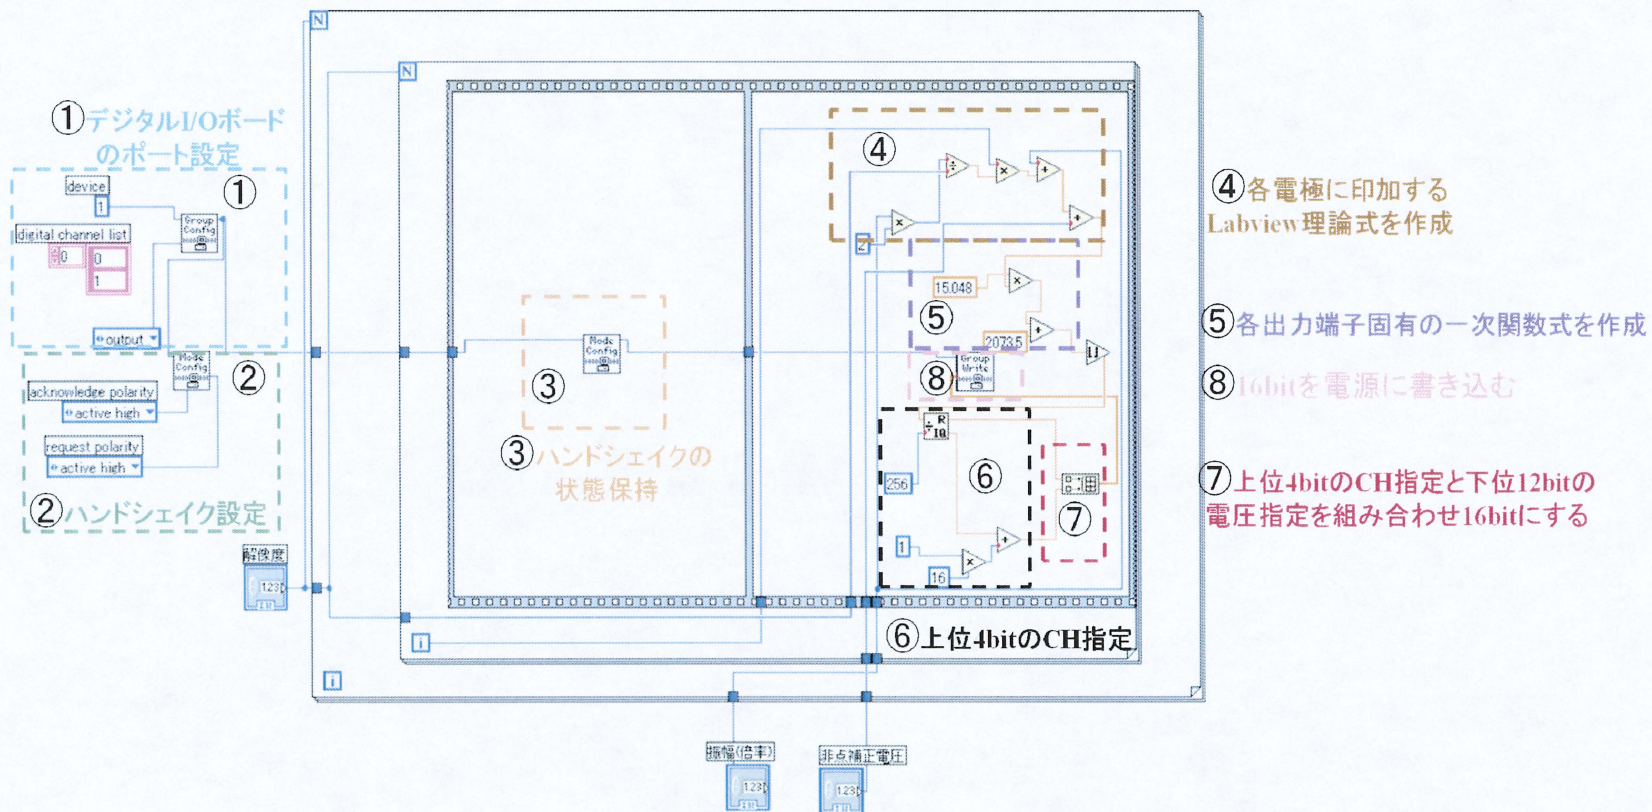 N
N
①デジタルI/Oボード
のポート設定
device
1
①
Group
Config
digital channel list
0
0
1
output
Mode
Config
②
acknowledge polarity
active high
request polarity
active high
②ハンドシェイク設定
解像度
1.23
Mode
Config
③
③ハンドシェイクの
状態保持
④
÷
×
+
×
+
2
15.048
×
⑤
+
2073.5
Group
Write
⑧
R
IQ
256
⑥
⑦
1
+
×
16
⑥上位4bitのCH指定
i
i
④各電極に印加する
Labview理論式を作成
⑤各出力端子固有の一次関数式を作成
⑧16bitを電源に書き込む
⑦上位4bitのCH指定と下位12bitの
電圧指定を組み合わせ16bitにする
振幅(倍率)
1.23
非点補正電圧
1.23